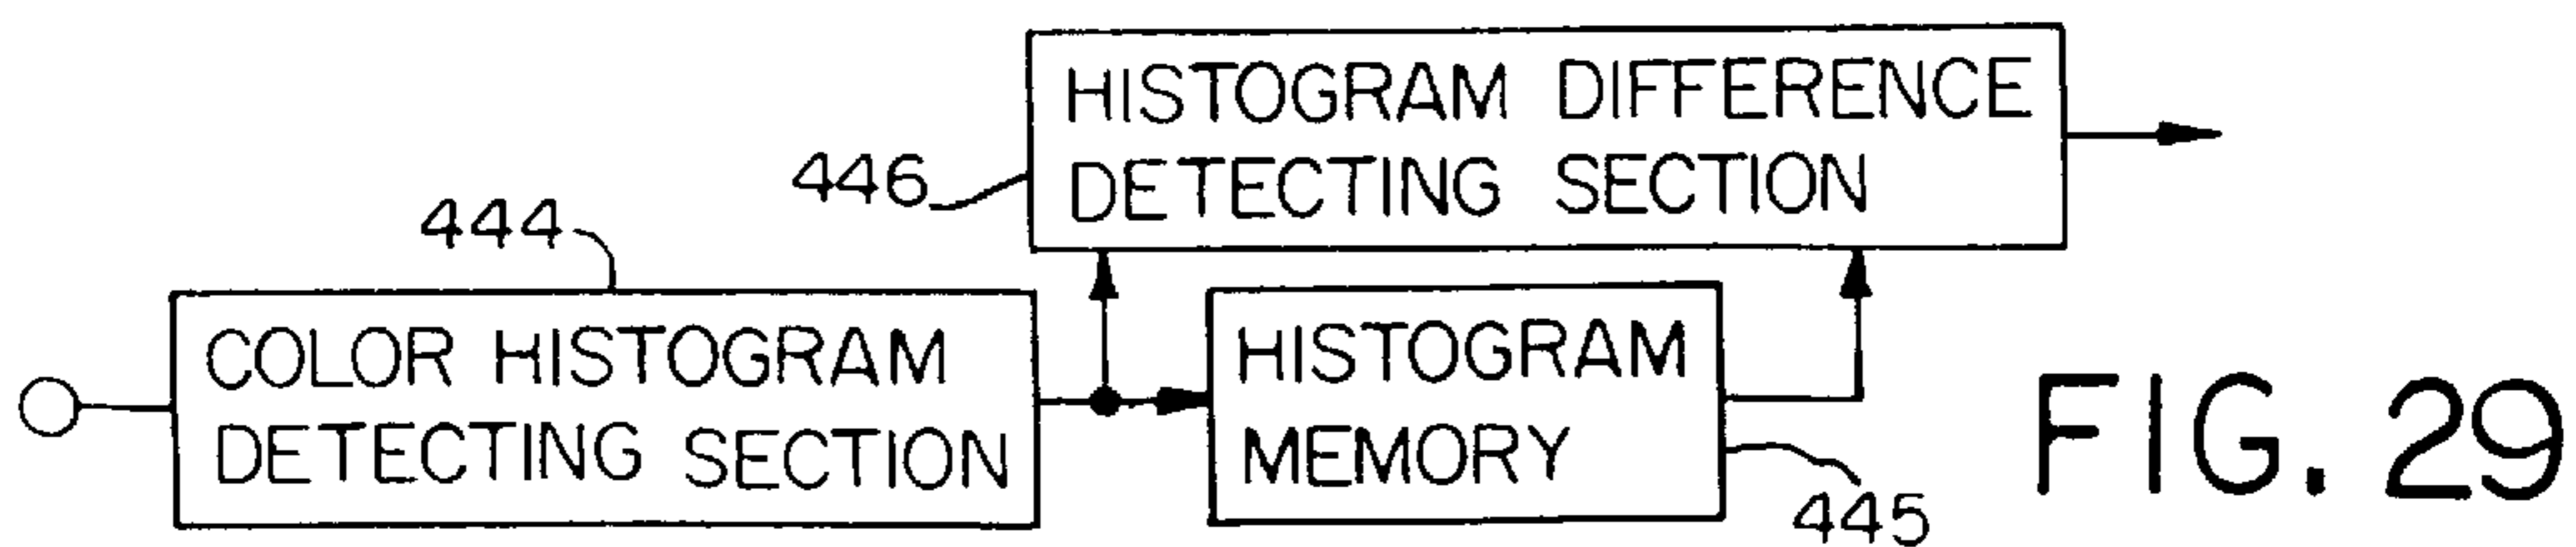 HISTOGRAM DIFFERENCE
DETECTING SECTION
446
444
COLOR HISTOGRAM
DETECTING SECTION
HISTOGRAM
MEMORY
445
FIG. 29